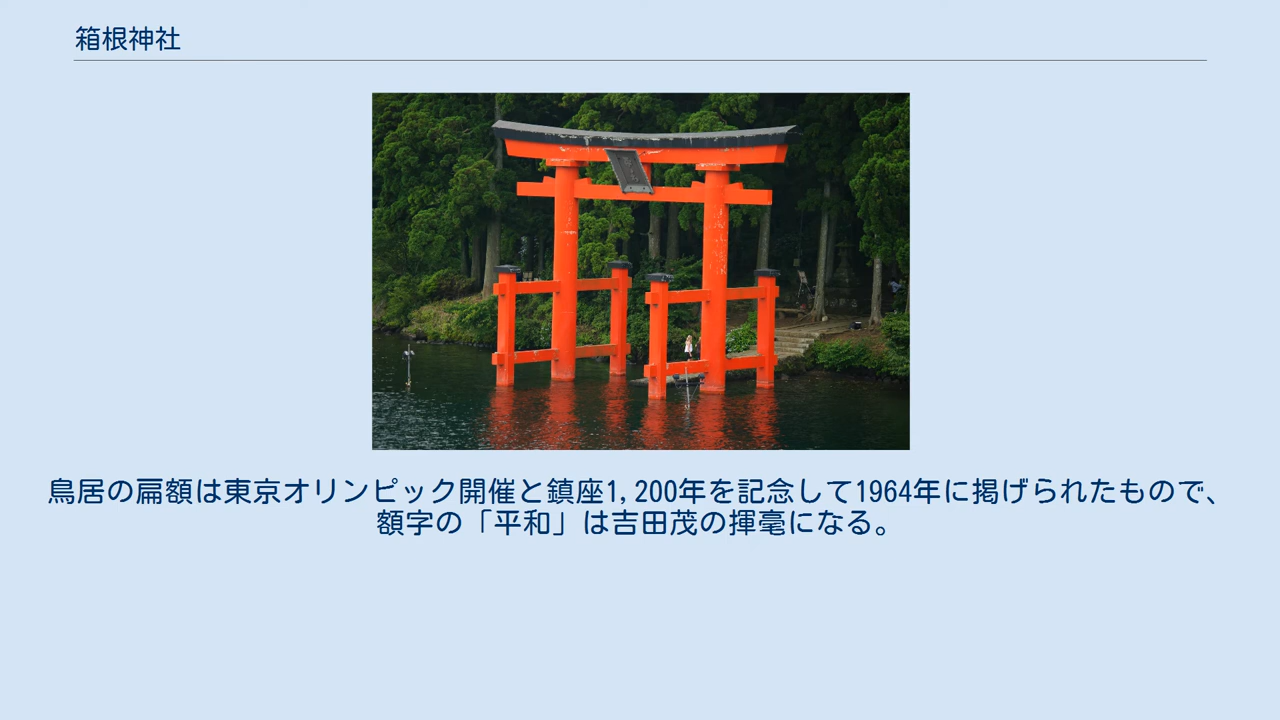 箱根神社
鳥居の扁額は東京オリンピック開催と鎮座1,200年を記念して1964年に掲げられたもので、
額字の「平和」は吉田茂の揮毫になる。